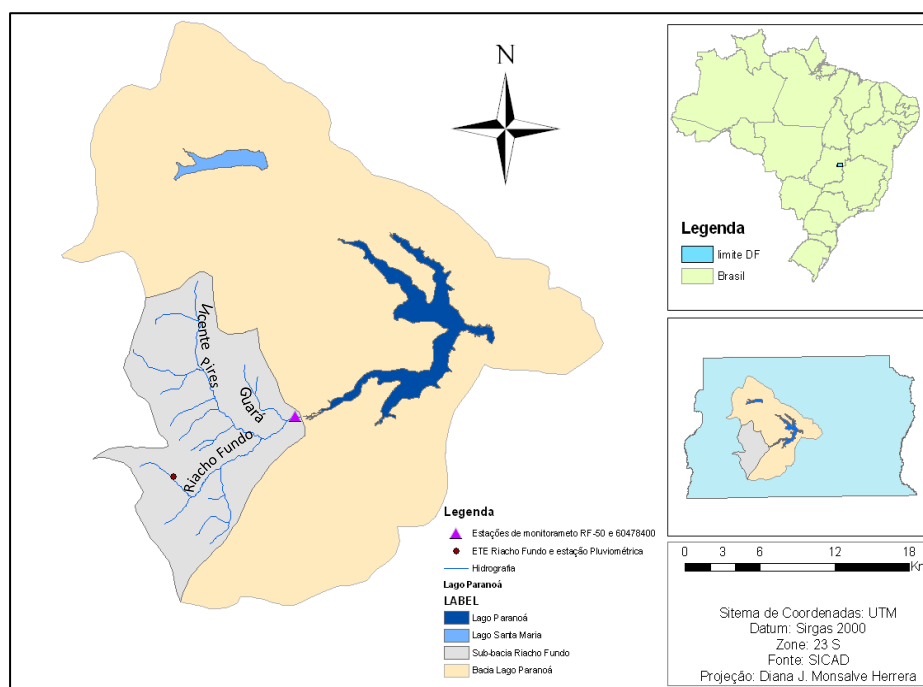 N
Vicente Pires
Guará
Riacho Fundo
Legenda
Estações de monitorameto RF-50 e 60478400
ETE Riacho Fundo e estação Pluviométrica
Hidrografia
Lago Paranoá
LABEL
Lago Paranoá
Lago Santa Maria
Sub-bacia Riacho Fundo
Bacia Lago Paranoá
Legenda
limite DF
Brasil
0 3 6 12 18
Km
Sitema de Coordenadas: UTM
Datum: Sirgas 2000
Zone: 23 S
Fonte: SICAD
Projeção: Diana J. Monsalve Herrera